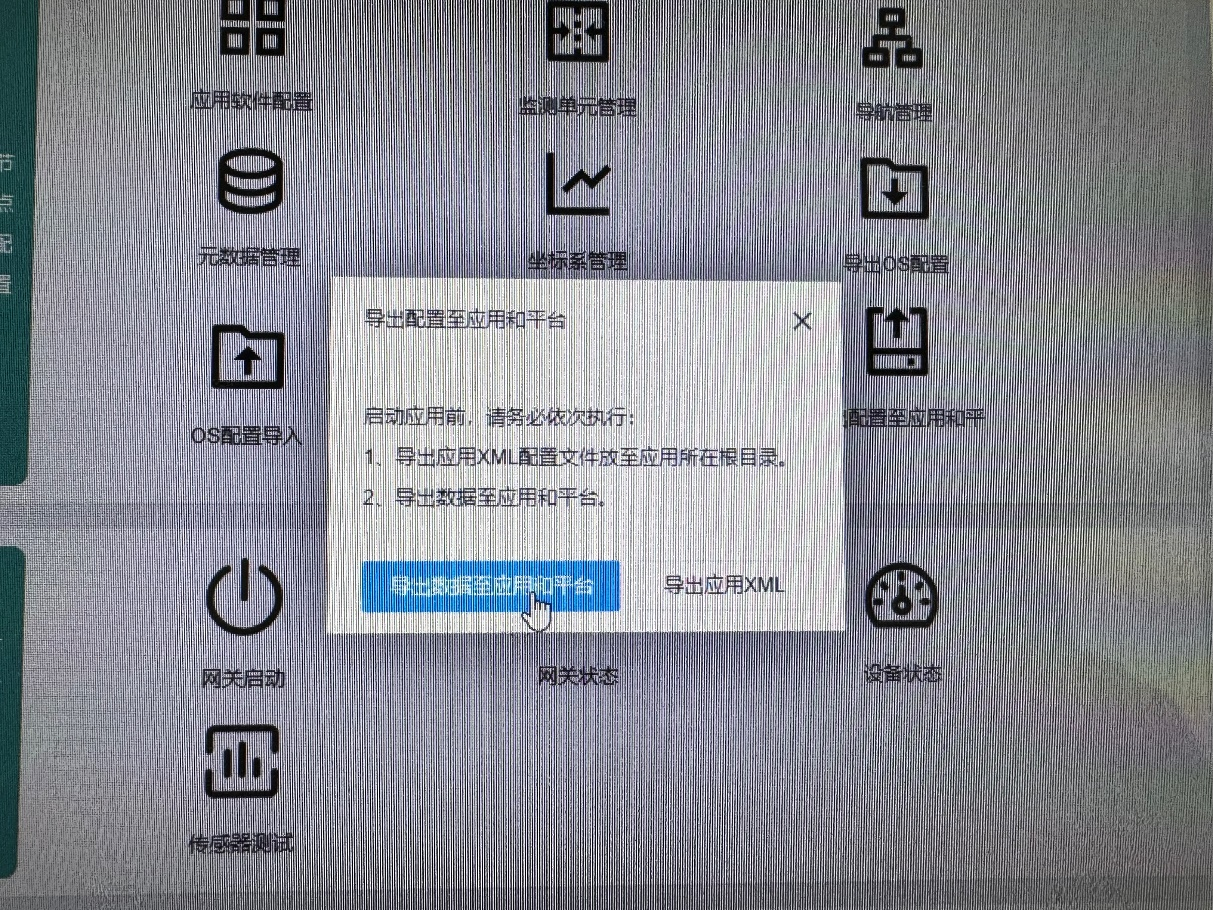 应用软件配置
监测单元管理
导航管理
节
点
配
置
元数据管理
坐标系管理
导出OS配置
OS配置导入
配置至应用和平
导出配置至应用和平台
启动应用前，请务必依次执行：
1、导出应用XML配置文件放至应用所在根目录。
2、导出数据至应用和平台。
导出数据至应用和平台
导出应用XML
网关启动
网关状态
设备状态
传感器测试